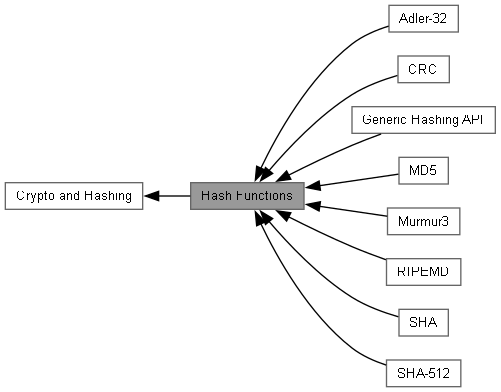 Adler-32
CRC
Generic Hashing API
MD5
Crypto and Hashing
Hash Functions
Murmur3
RIPEMD
SHA
SHA-512